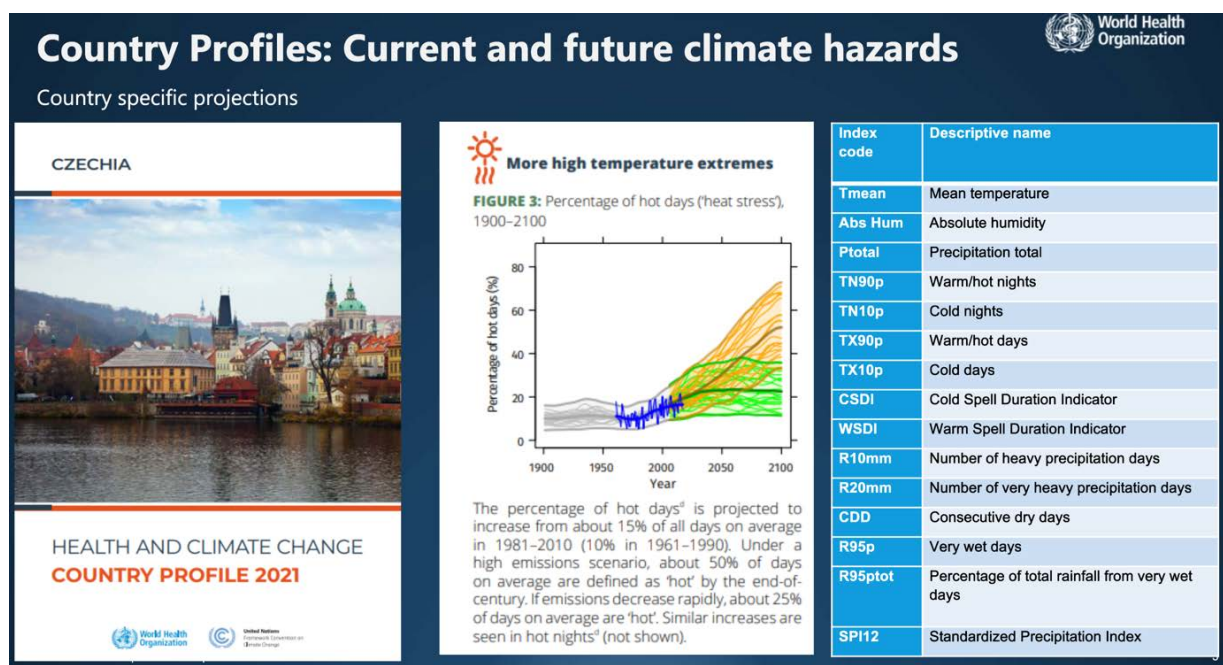 Country Profiles: Current and future climate hazards
World Health
Organization
Country specific projections
CZECHIA
HEALTH AND CLIMATE CHANGE
COUNTRY PROFILE 2021
World Health
Organization
United Nations
Framework Convention on
Climate Change
More high temperature extremes
FIGURE 3: Percentage of hot days ('heat stress'),
1900–2100
Percentage of hot days (%)
80
60
40
20
0
1900 1950 2000 2050 2100
Year
The percentage of hot daysᵈ is projected to
increase from about 15% of all days on average
in 1981–2010 (10% in 1961–1990). Under a
high emissions scenario, about 50% of days
on average are defined as 'hot' by the end-of-
century. If emissions decrease rapidly, about 25%
of days on average are 'hot'. Similar increases are
seen in hot nightsᵈ (not shown).
Index Descriptive name
code
Tmean Mean temperature
Abs Hum Absolute humidity
Ptotal Precipitation total
TN90p Warm/hot nights
TN10p Cold nights
TX90p Warm/hot days
TX10p Cold days
CSDI Cold Spell Duration Indicator
WSDI Warm Spell Duration Indicator
R10mm Number of heavy precipitation days
R20mm Number of very heavy precipitation days
CDD Consecutive dry days
R95p Very wet days
R95ptot Percentage of total rainfall from very wet
days
SPI12 Standardized Precipitation Index